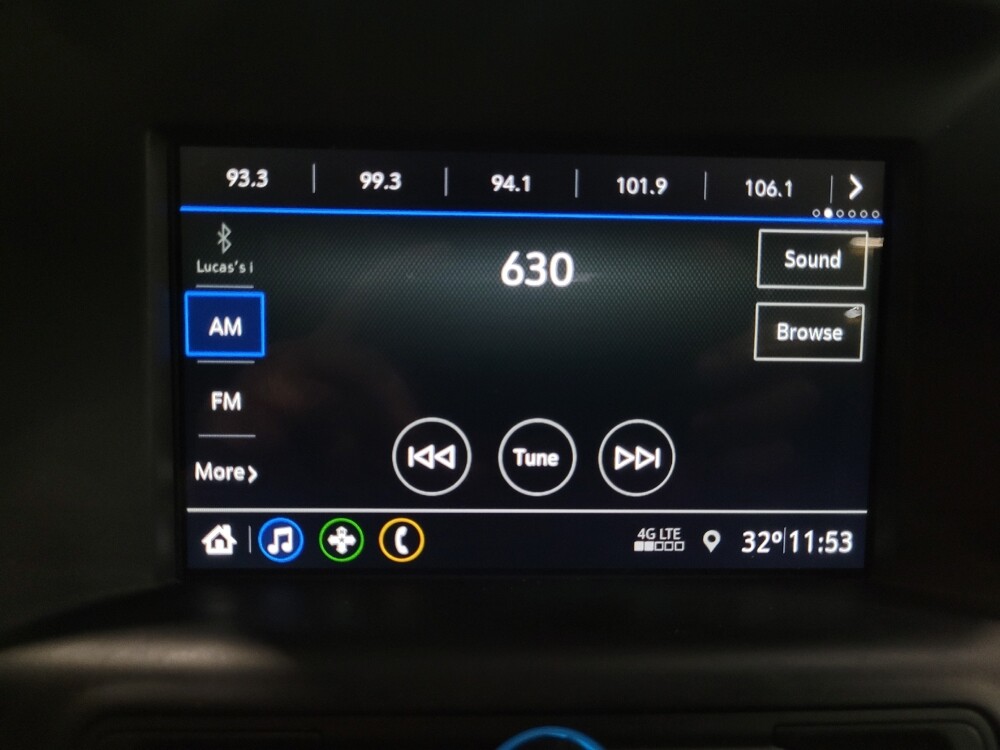 93.3 | 99.3 | 94.1 | 101.9 | 106.1
Lucas's i
630
Sound
AM
Browse
FM
More
Tune
4G LTE
32° 11:53